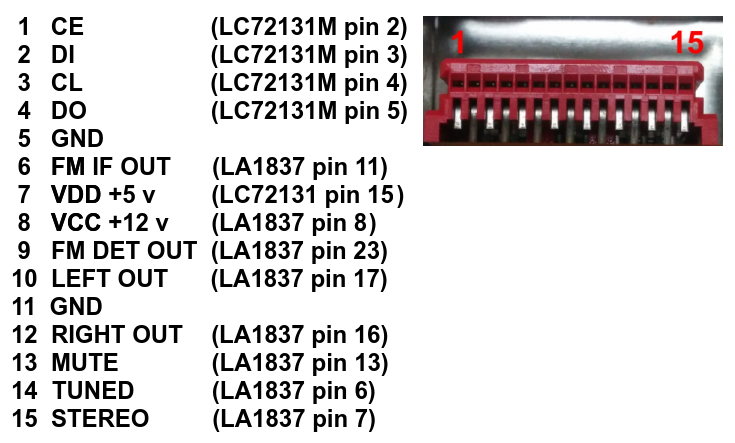 1 CE (LC72131M pin 2)
2 DI (LC72131M pin 3)
3 CL (LC72131M pin 4)
4 DO (LC72131M pin 5)
5 GND
6 FM IF OUT (LA1837 pin 11)
7 VDD +5 v (LC72131 pin 15)
8 VCC +12 v (LA1837 pin 8)
9 FM DET OUT (LA1837 pin 23)
10 LEFT OUT (LA1837 pin 17)
11 GND
12 RIGHT OUT (LA1837 pin 16)
13 MUTE (LA1837 pin 13)
14 TUNED (LA1837 pin 6)
15 STEREO (LA1837 pin 7)
1 15